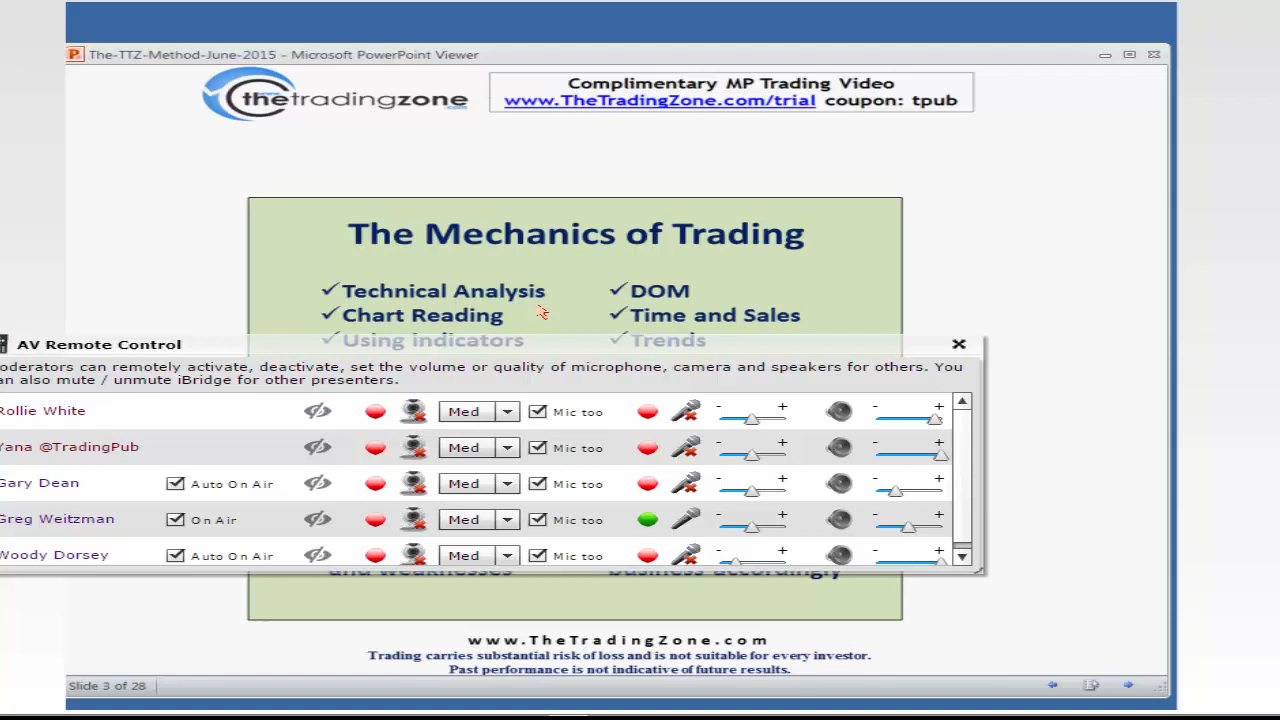 The-TTZ-Method-June-2015 - Microsoft PowerPoint Viewer
thetradingzone
.com
Complimentary MP Trading Video
www.TheTradingZone.com/trial coupon: tpub
The Mechanics of Trading
✓Technical Analysis
✓Chart Reading
✓Using indicators
✓DOM
✓Time and Sales
✓Trends
AV Remote Control
oderators can remotely activate, deactivate, set the volume or quality of microphone, camera and speakers for others. You
an also mute / unmute iBridge for other presenters.
Rollie White Med Mic too - + - +
Yana @TradingPub Med Mic too - + - +
Gary Dean Auto On Air Med Mic too - + - +
Greg Weitzman On Air Med Mic too - + - +
Woody Dorsey Auto On Air Med Mic too - + - +
and weaknesses
business accordingly
www.TheTradingZone.com
Trading carries substantial risk of loss and is not suitable for every investor.
Past performance is not indicative of future results.
Slide 3 of 28